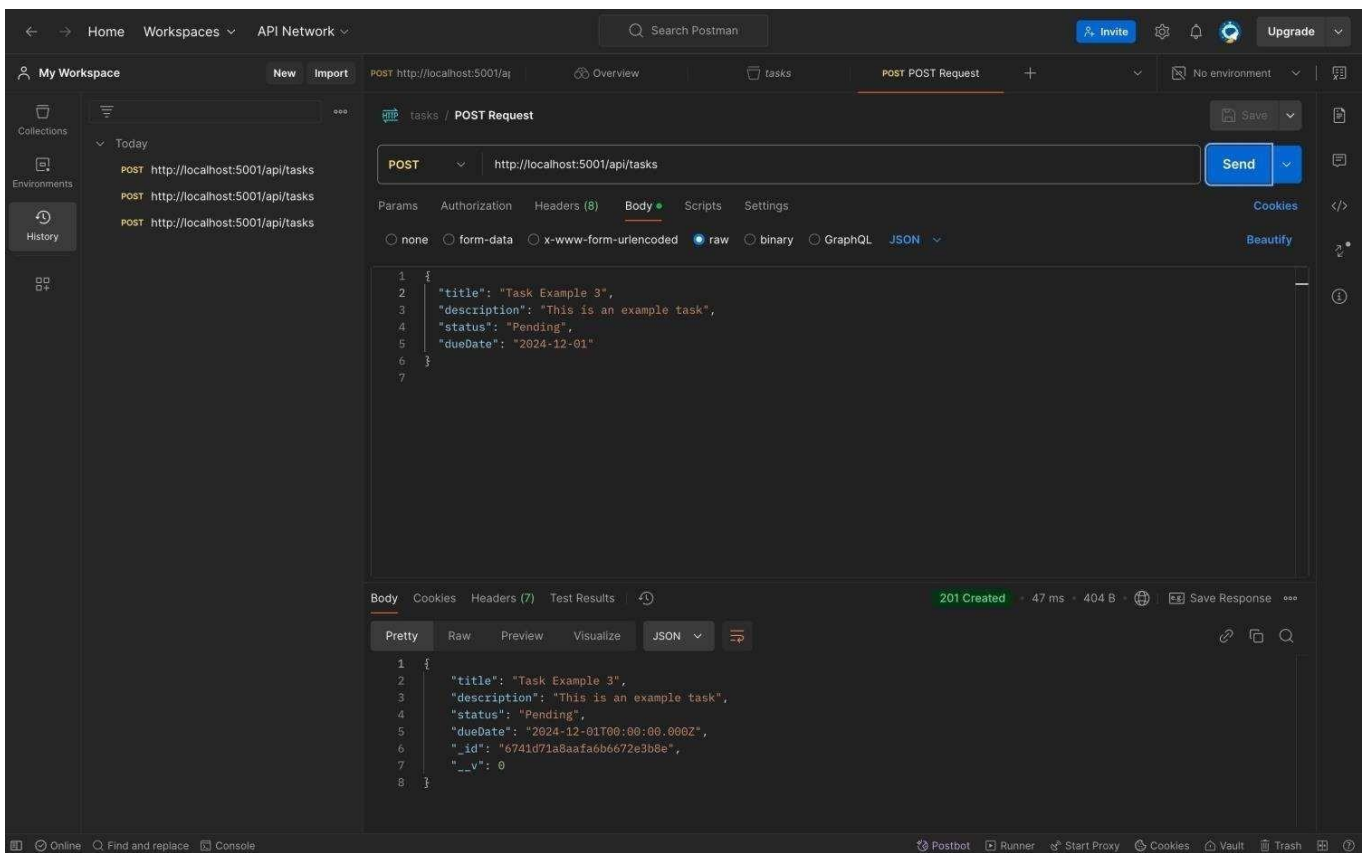 Home Workspaces API Network Search Postman Invite Upgrade
My Workspace New Import POST http://localhost:5001/ap Overview tasks POST POST Request No environment
Collections
Environments
History
Today
POST http://localhost:5001/api/tasks
POST http://localhost:5001/api/tasks
POST http://localhost:5001/api/tasks
HTTP tasks / POST Request Save
POST http://localhost:5001/api/tasks Send
Params Authorization Headers (8) Body Scripts Settings Cookies
none form-data x-www-form-urlencoded raw binary GraphQL JSON Beautify
1 {
2 "title": "Task Example 3",
3 "description": "This is an example task",
4 "status": "Pending",
5 "dueDate": "2024-12-01"
6 }
7
Body Cookies Headers (7) Test Results 201 Created 47 ms 404 B e.g. Save Response
Pretty Raw Preview Visualize JSON
1 {
2 "title": "Task Example 3",
3 "description": "This is an example task",
4 "status": "Pending",
5 "dueDate": "2024-12-01T00:00:00.000Z",
6 "_id": "6741d71a8aafa6b6672e3b8e",
7 "__v": 0
8 }
Online Find and replace Console Postbot Runner Start Proxy Cookies Vault Trash